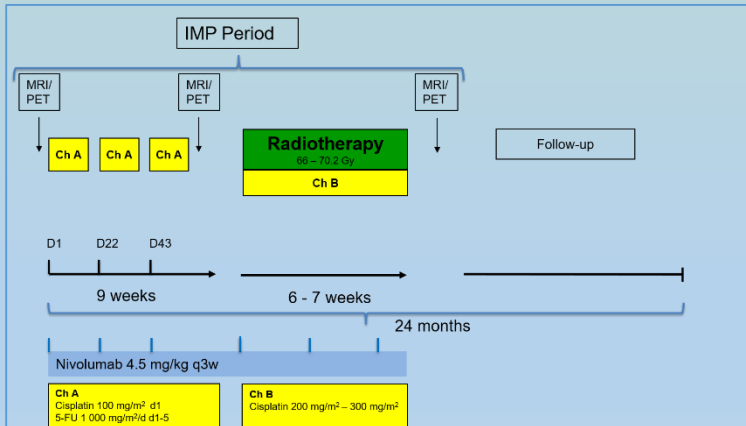 IMP Period
MRI/
PET
MRI/
PET
MRI/
PET
Ch A
Ch A
Ch A
Radiotherapy
66 – 70.2 Gy
Ch B
Follow-up
D1
D22
D43
9 weeks
6 - 7 weeks
24 months
Nivolumab 4.5 mg/kg q3w
Ch A
Cisplatin 100 mg/m² d1
5-FU 1 000 mg/m²/d d1-5
Ch B
Cisplatin 200 mg/m² – 300 mg/m²